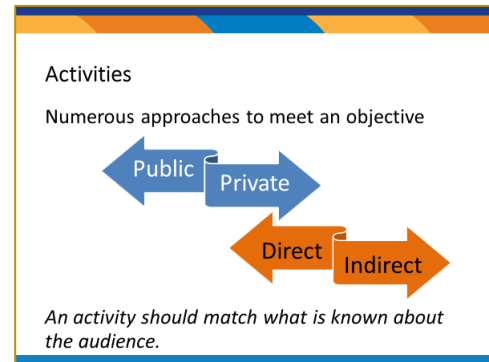 Activities
Numerous approaches to meet an objective
Public
Private
Direct
Indirect
An activity should match what is known about
the audience.